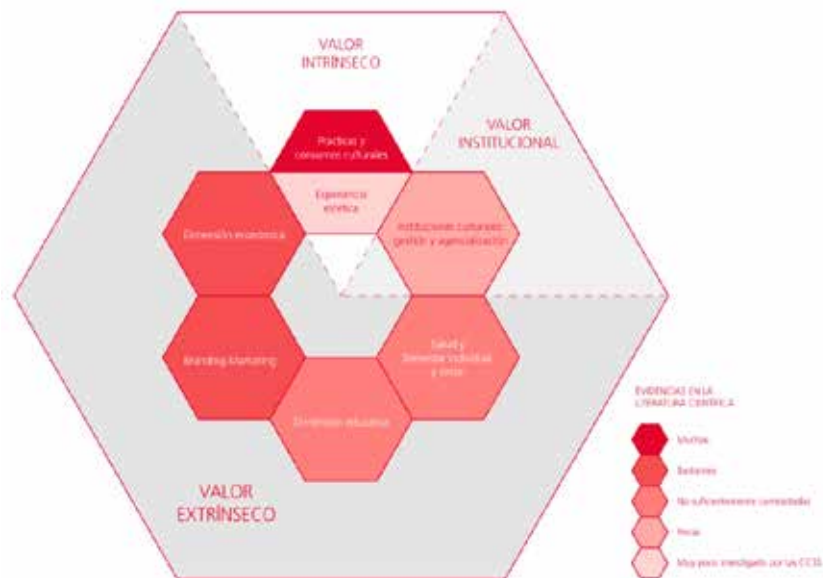 VALOR
INTRÍNSECO
VALOR
INSTITUCIONAL
Prácticas y
consumos culturales
Experiencia
estética
Dimensión económica
Instituciones culturales:
gestión y
Salud y
bienestar individual
y
Branding-Marketing
Dimensión educativa
VALOR
EXTRÍNSECO
EVIDENCIAS EN LA
LITERATURA CIENTÍFICA
Muchas
Bastantes
No suficientemente contrastadas
Pocas
Muy poco investigado por las CCSS